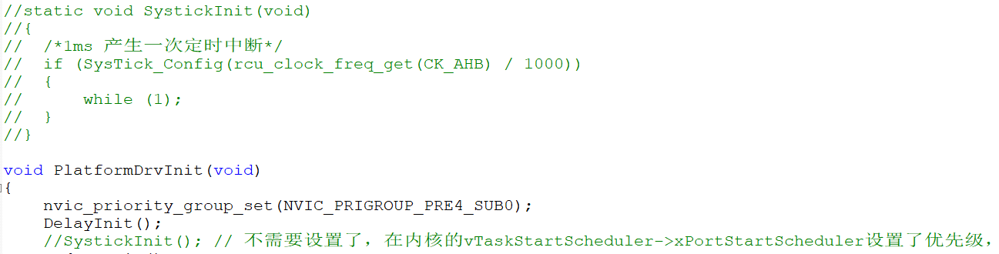 //static void SystickInit(void)
//{
//  /*1ms 产生一次定时中断*/
//  if (SysTick_Config(rcu_clock_freq_get(CK_AHB) / 1000))
//  {
//      while (1);
//  }
//}
void PlatformDrvInit(void)
{
    nvic_priority_group_set(NVIC_PRIGROUP_PRE4_SUB0);
    DelayInit();
    //SystickInit(); // 不需要设置了，在内核的vTaskStartScheduler->xPortStartScheduler设置了优先级，